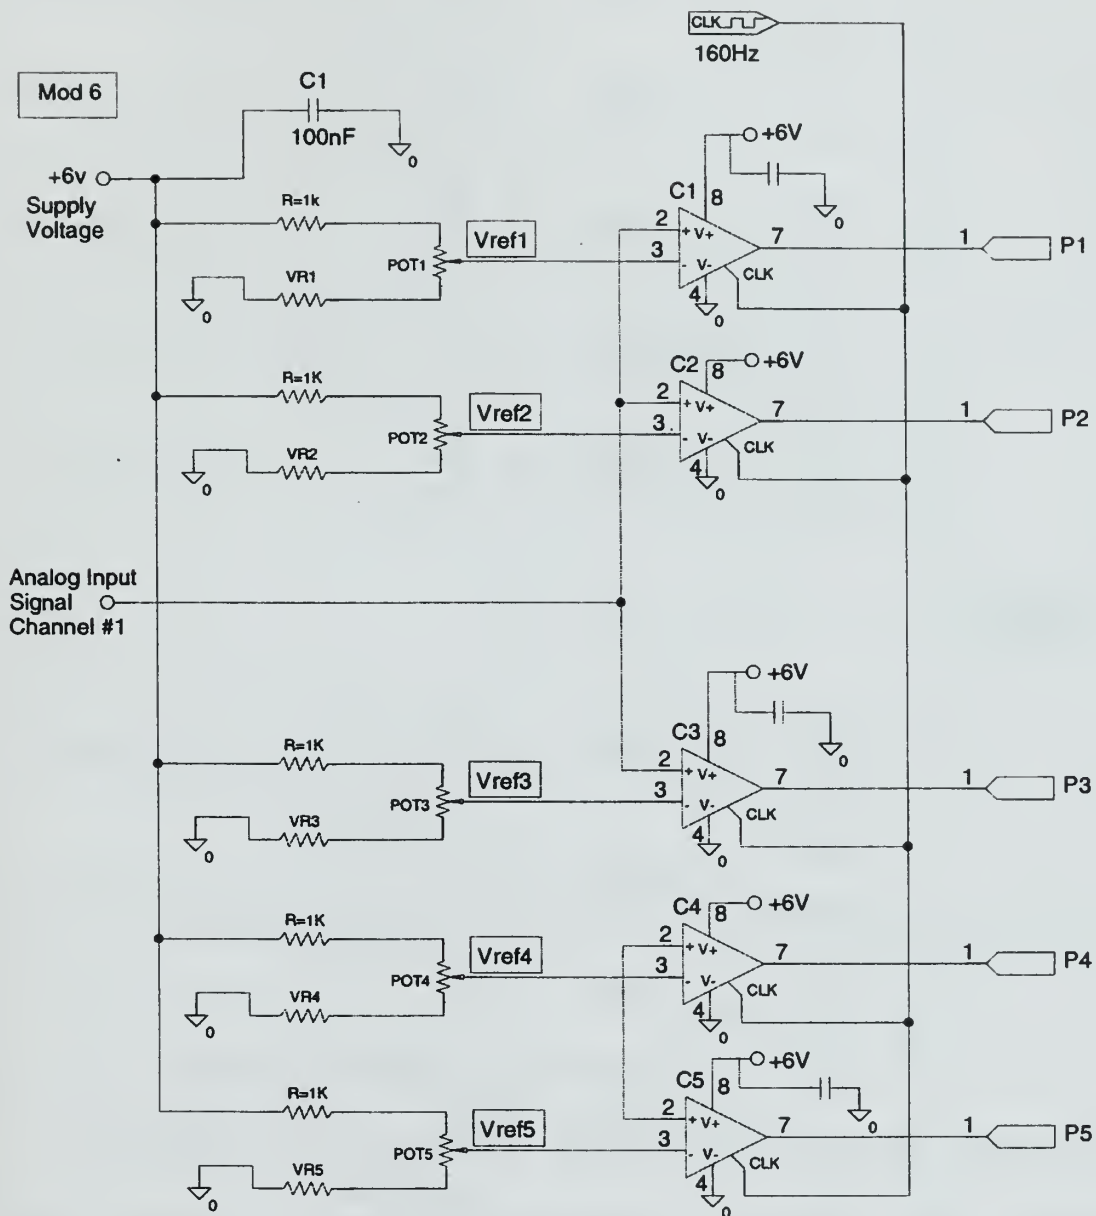 CLK
160Hz
Mod 6
C1
100nF
0
+6v
Supply
Voltage
+6V
0
R=1k
POT1
Vref1
VR1
0
C1
8
2
+ V+
3
- V-
4
0
CLK
7
1
P1
R=1K
POT2
Vref2
VR2
0
C2
8
+6V
2
+ V+
3
- V-
4
0
CLK
7
1
P2
Analog Input
Signal
Channel #1
+6V
0
R=1K
POT3
Vref3
VR3
0
C3
8
2
+ V+
3
- V-
4
0
CLK
7
1
P3
R=1K
POT4
Vref4
VR4
0
C4
8
+6V
2
+ V+
3
- V-
4
0
CLK
7
1
P4
+6V
0
R=1K
POT5
Vref5
VR5
0
C5
8
2
+ V+
3
- V-
4
0
CLK
7
1
P5